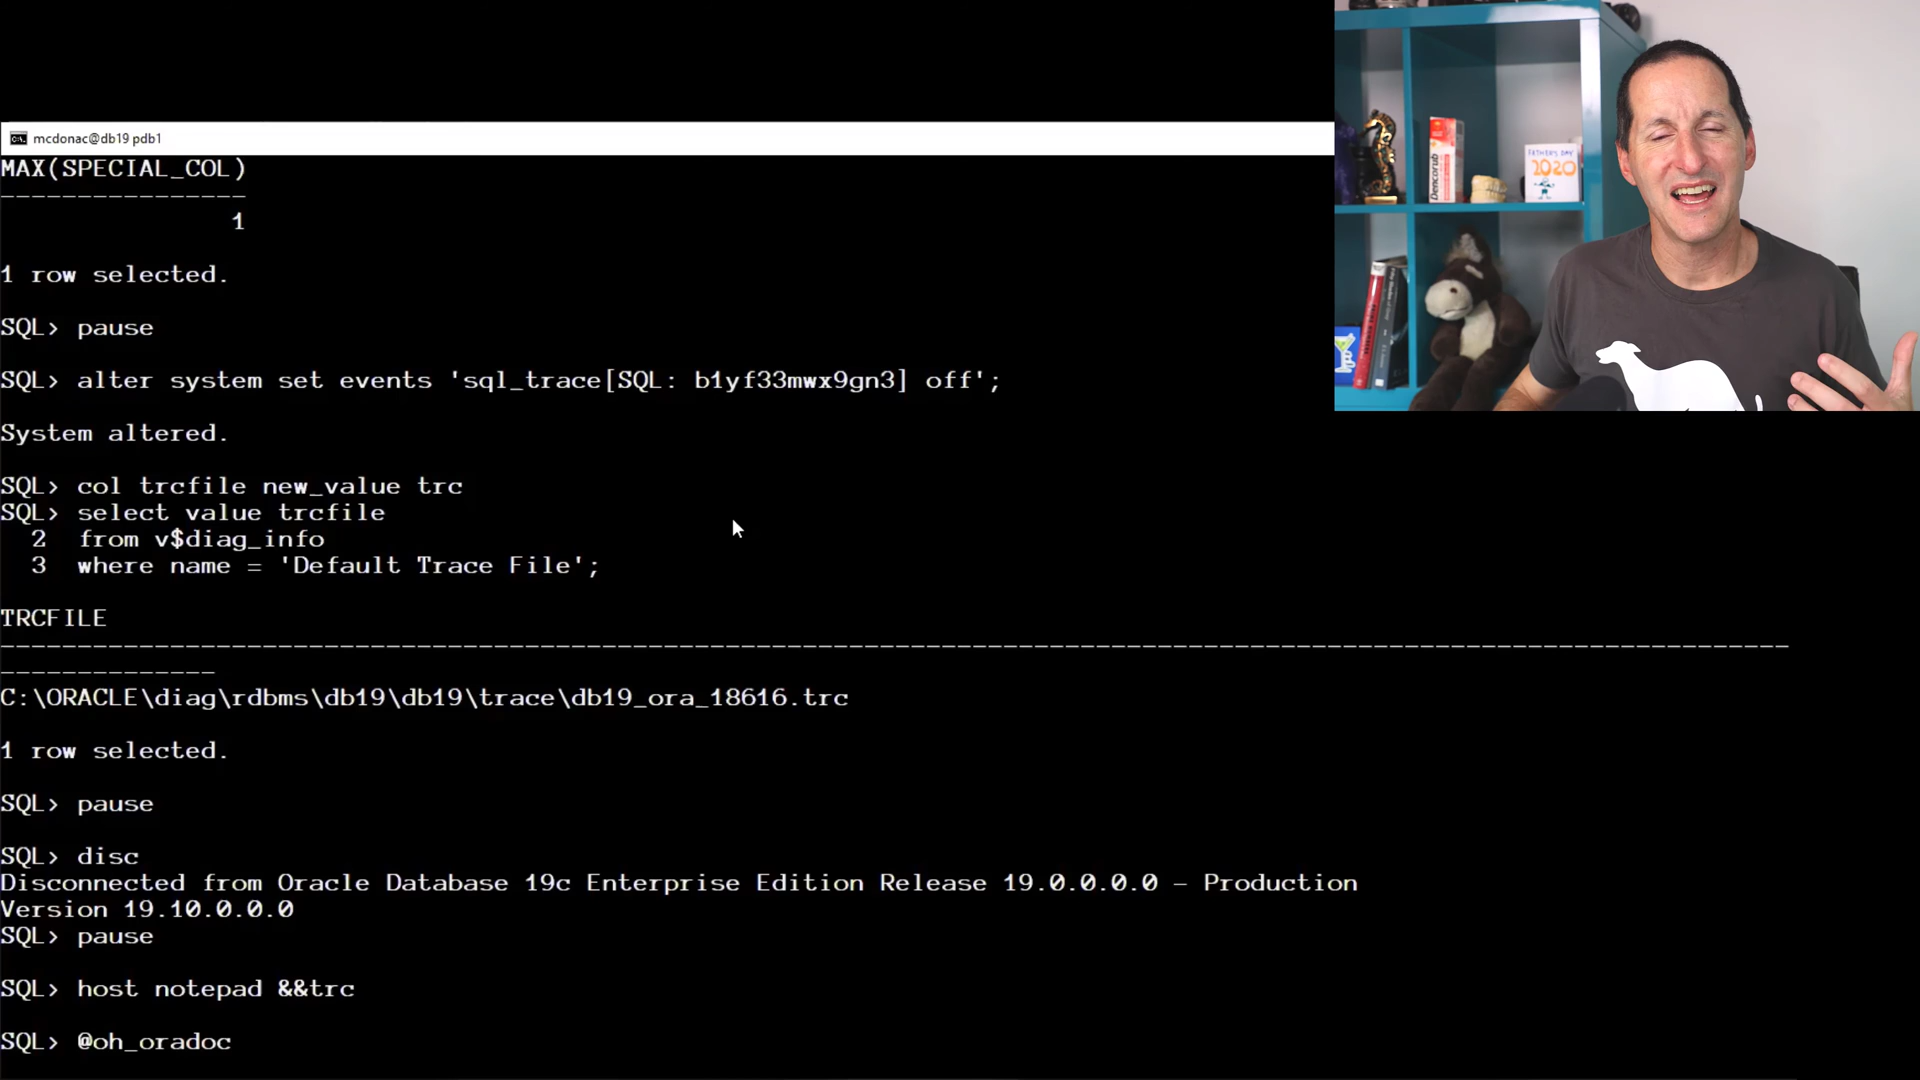 mcdonac@db19 pdb1
MAX(SPECIAL_COL)
----------------
1
1 row selected.
SQL> pause
SQL> alter system set events 'sql_trace[SQL: b1yf33mwx9gn3] off';
System altered.
SQL> col trcfile new_value trc
SQL> select value trcfile
2 from v$diag_info
3 where name = 'Default Trace File';
TRCFILE
--------------------------------------------------------------------------------------------------------------------
--------------
C:\ORACLE\diag\rdbms\db19\db19\trace\db19_ora_18616.trc
1 row selected.
SQL> pause
SQL> disc
Disconnected from Oracle Database 19c Enterprise Edition Release 19.0.0.0.0 - Production
Version 19.10.0.0.0
SQL> pause
SQL> host notepad &&trc
SQL> @oh_oradoc
Dencorub
FATHER'S DAY
2020